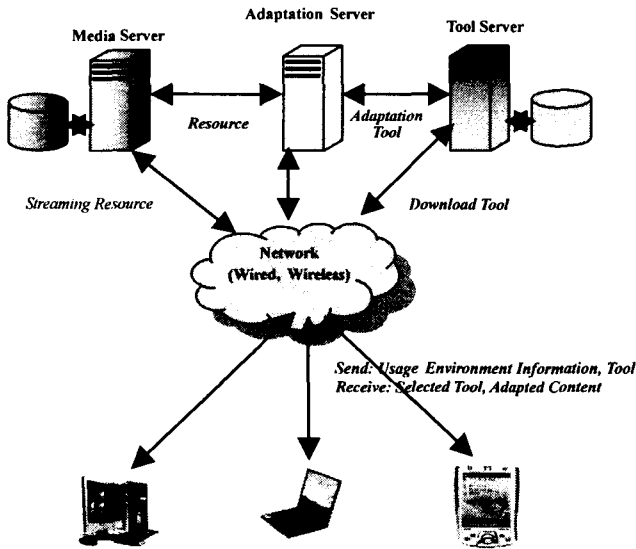 Adaptation Server
Media Server
Tool Server
Resource
Adaptation
Tool
Streaming Resource
Download Tool
Network
(Wired, Wireless)
Send: Usage Environment Information, Tool
Receive: Selected Tool, Adapted Content